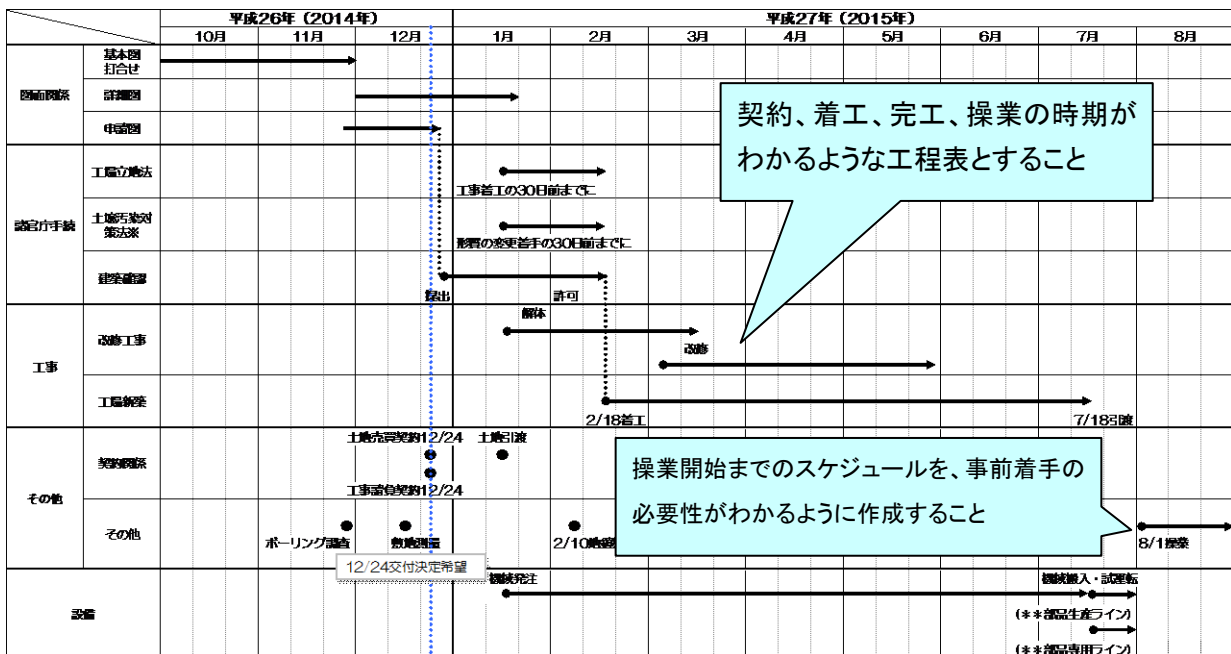 平成26年（2014年）
平成27年（2015年）
10月
11月
12月
1月
2月
3月
4月
5月
6月
7月
8月
図面関係
基本図
打合せ
詳細図
申請図
契約、着工、完工、操業の時期が
わかるような工程表とすること
諸官庁手続
工場立地法
工事着工の30日前までに
土壌汚染対
策法※
形質の変更着手の30日前までに
建築確認
提出
許可
工事
改修工事
解体
改修
工場新築
2/18着工
7/18引渡
その他
契約関係
土地売買契約12/24
土地引渡
工事請負契約12/24
操業開始までのスケジュールを、事前着手の
必要性がわかるように作成すること
その他
ボーリング調査
敷地測量
2/10地鎮
8/1操業
12/24交付決定希望
設備
機械発注
機械搬入・試運転
(＊＊部品生産ライン)
(＊＊部品専用ライン)